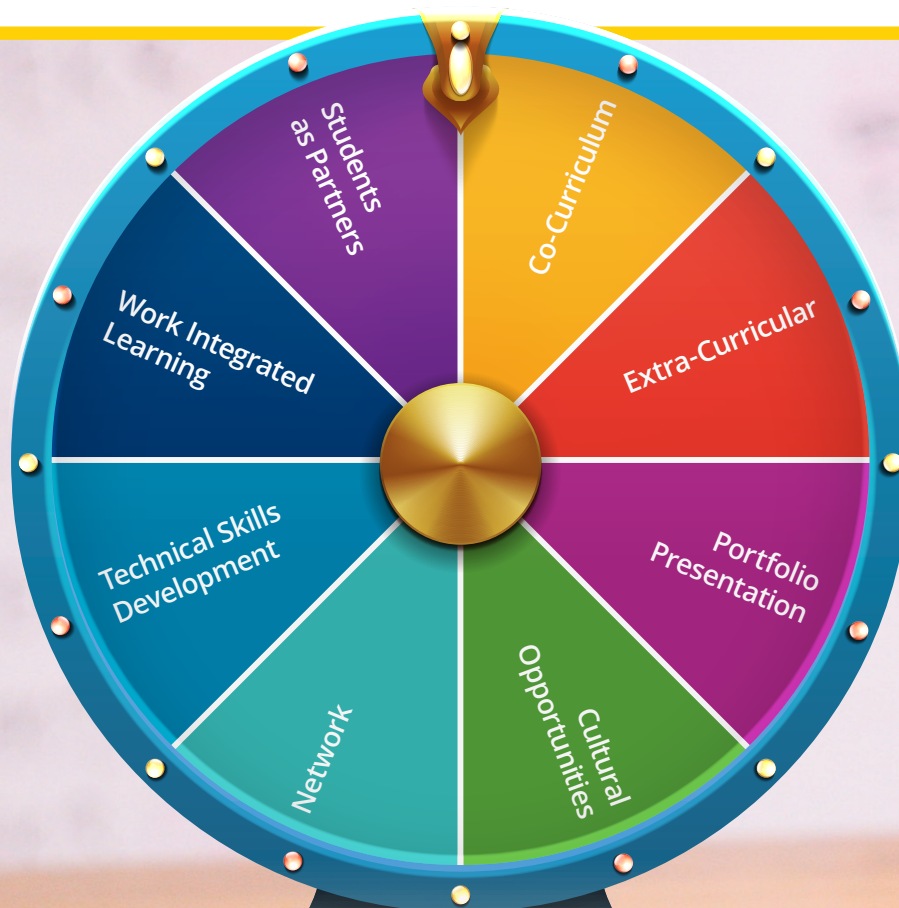 Students
as Partners
Co-Curriculum
Extra-Curricular
Portfolio
Presentation
Cultural
Opportunities
Network
Technical Skills
Development
Work Integrated
Learning